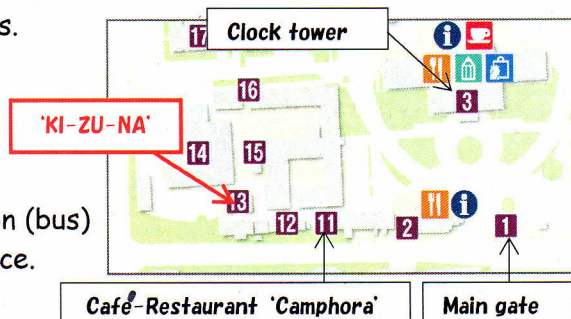 s.
17
Clock tower
i
16
3
'KI-ZU-NA'
14
15
13
n (bus)
12
11
2
i
1
ce.
Café-Restaurant 'Camphora'
Main gate